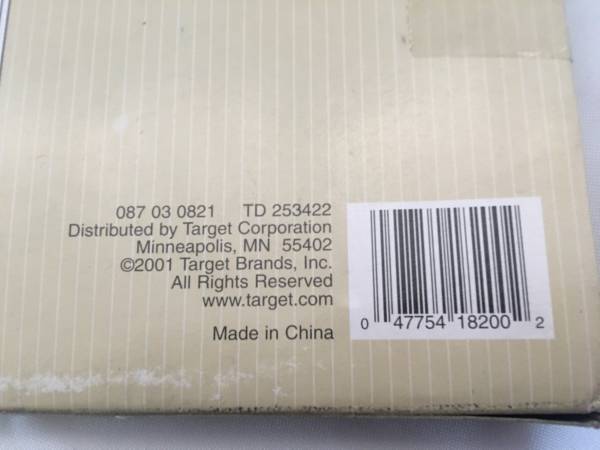 087 03 0821 TD 253422
Distributed by Target Corporation
Minneapolis, MN 55402
©2001 Target Brands, Inc.
All Rights Reserved
www.target.com
Made in China
0 47754 18200 2